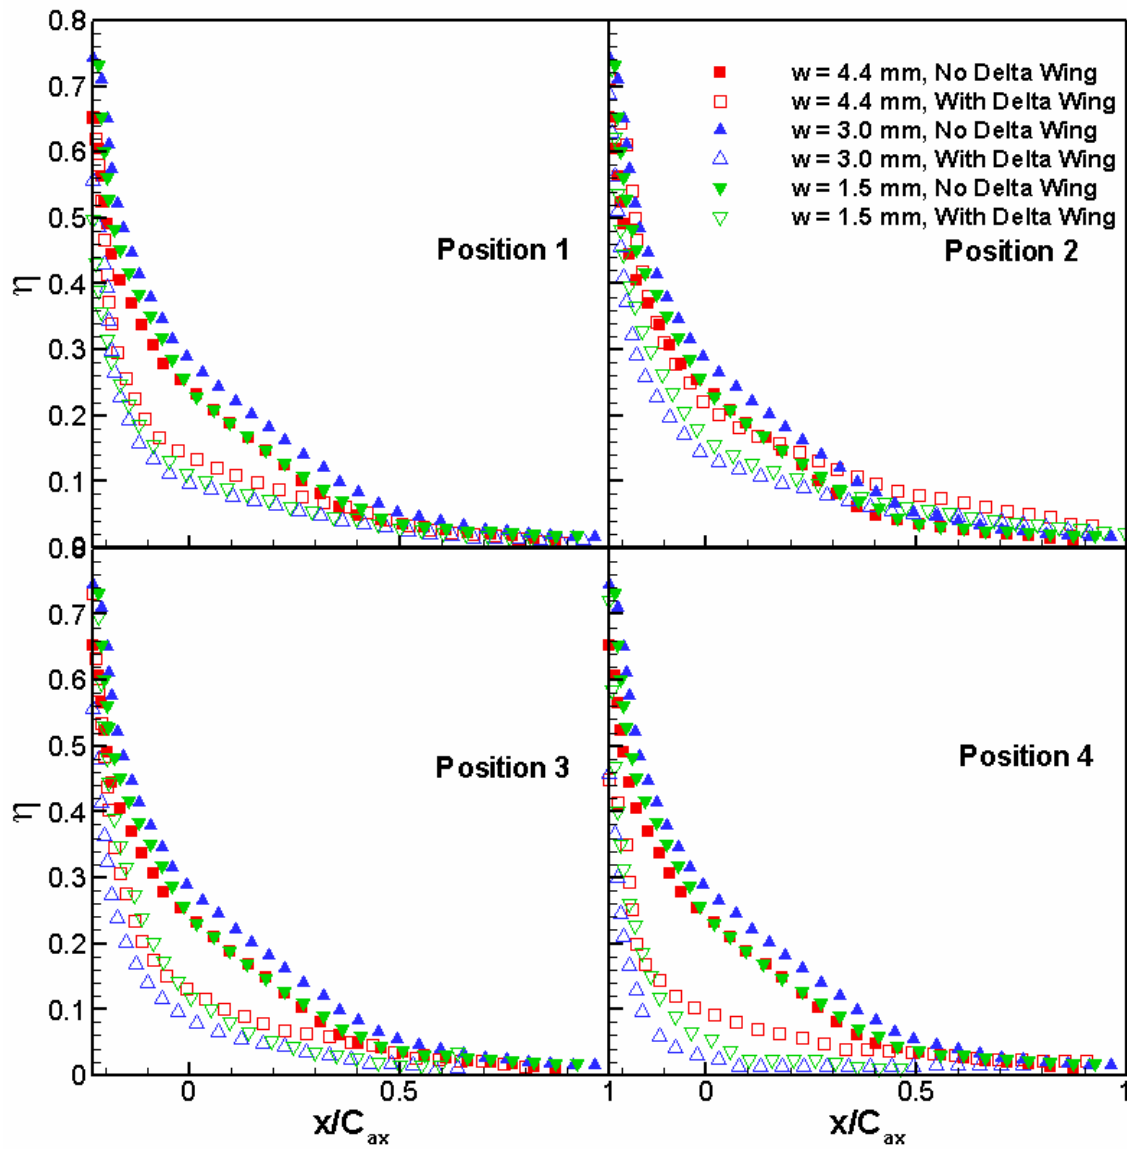 0.8
0.7
0.6
0.5
0.4
0.3
0.2
0.1
0
η
w = 4.4 mm, No Delta Wing
w = 4.4 mm, With Delta Wing
w = 3.0 mm, No Delta Wing
w = 3.0 mm, With Delta Wing
w = 1.5 mm, No Delta Wing
w = 1.5 mm, With Delta Wing
Position 1
Position 2
0.7
0.6
0.5
0.4
0.3
0.2
0.1
0
η
Position 3
Position 4
0 0.5 1 0 0.5 1
x/Cax x/Cax